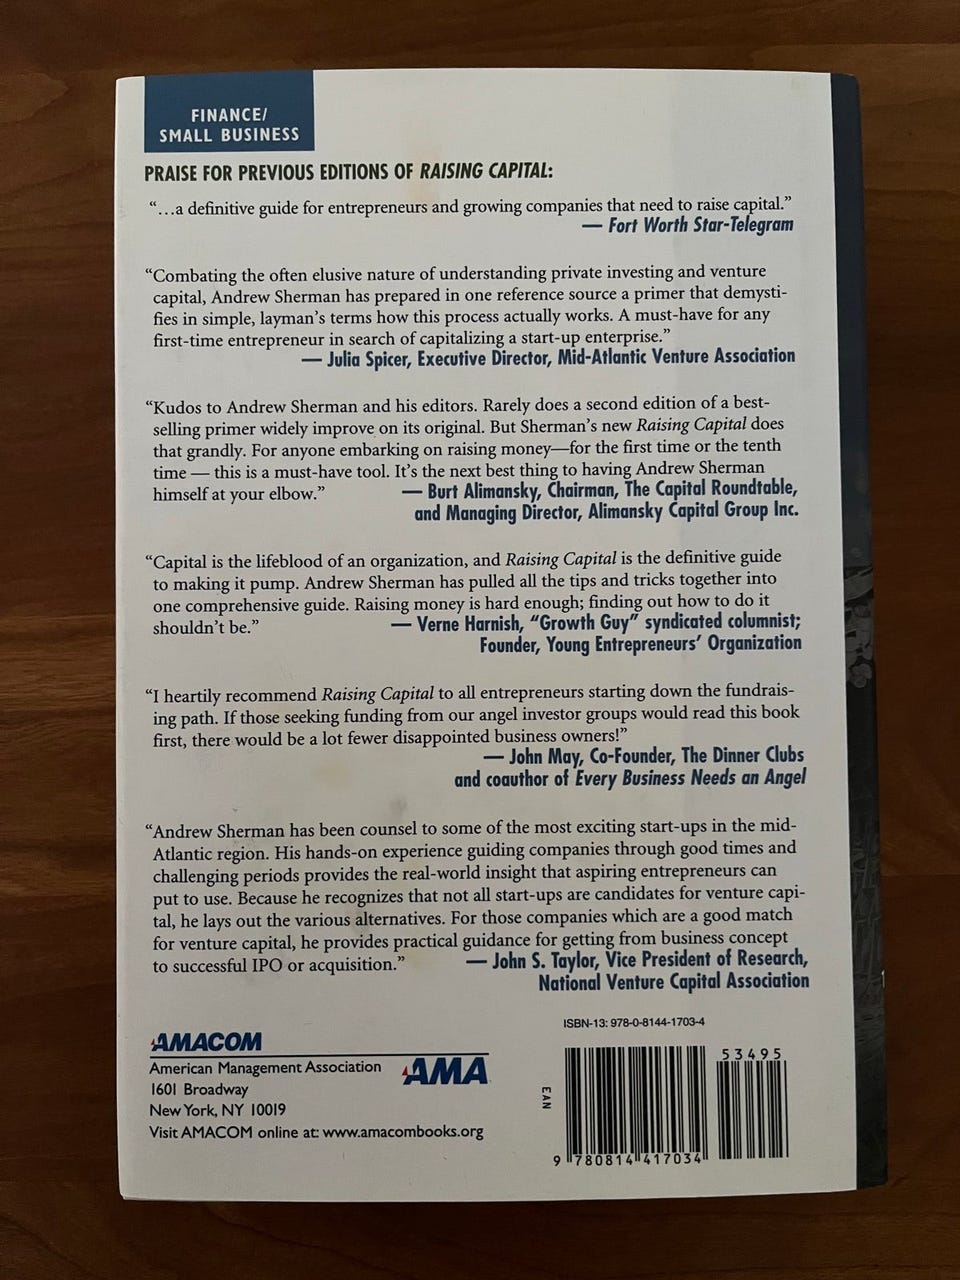 FINANCE/
SMALL BUSINESS
PRAISE FOR PREVIOUS EDITIONS OF RAISING CAPITAL:
“…a definitive guide for entrepreneurs and growing companies that need to raise capital.”
— Fort Worth Star-Telegram
“Combating the often elusive nature of understanding private investing and venture
capital, Andrew Sherman has prepared in one reference source a primer that demysti-
fies in simple, layman’s terms how this process actually works. A must-have for any
first-time entrepreneur in search of capitalizing a start-up enterprise.”
— Julia Spicer, Executive Director, Mid-Atlantic Venture Association
“Kudos to Andrew Sherman and his editors. Rarely does a second edition of a best-
selling primer widely improve on its original. But Sherman’s new Raising Capital does
that grandly. For anyone embarking on raising money—for the first time or the tenth
time — this is a must-have tool. It’s the next best thing to having Andrew Sherman
himself at your elbow.” — Burt Alimansky, Chairman, The Capital Roundtable,
and Managing Director, Alimansky Capital Group Inc.
“Capital is the lifeblood of an organization, and Raising Capital is the definitive guide
to making it pump. Andrew Sherman has pulled all the tips and tricks together into
one comprehensive guide. Raising money is hard enough; finding out how to do it
shouldn’t be.” — Verne Harnish, “Growth Guy” syndicated columnist;
Founder, Young Entrepreneurs’ Organization
“I heartily recommend Raising Capital to all entrepreneurs starting down the fundrais-
ing path. If those seeking funding from our angel investor groups would read this book
first, there would be a lot fewer disappointed business owners!”
— John May, Co-Founder, The Dinner Clubs
and coauthor of Every Business Needs an Angel
“Andrew Sherman has been counsel to some of the most exciting start-ups in the mid-
Atlantic region. His hands-on experience guiding companies through good times and
challenging periods provides the real-world insight that aspiring entrepreneurs can
put to use. Because he recognizes that not all start-ups are candidates for venture capi-
tal, he lays out the various alternatives. For those companies which are a good match
for venture capital, he provides practical guidance for getting from business concept
to successful IPO or acquisition.” — John S. Taylor, Vice President of Research,
National Venture Capital Association
ISBN-13: 978-0-8144-1703-4
53495
EAN
9 780814 417034
AMACOM
American Management Association
AMA
1601 Broadway
New York, NY 10019
Visit AMACOM online at: www.amacombooks.org